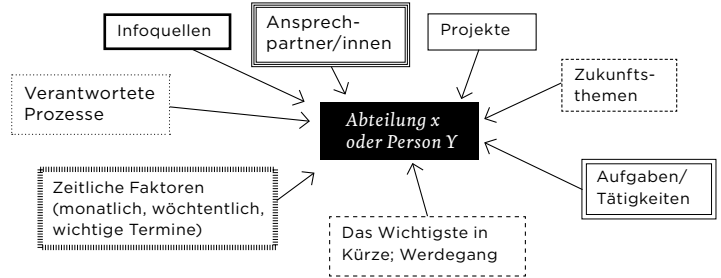 Infoquellen
Ansprech-
partner/innen
Projekte
Zukunfts-
themen
Verantwortete
Prozesse
Abteilung x
oder Person Y
Zeitliche Faktoren
(monatlich, wöchtentlich,
wichtige Termine)
Aufgaben/
Tätigkeiten
Das Wichtigste in
Kürze; Werdegang